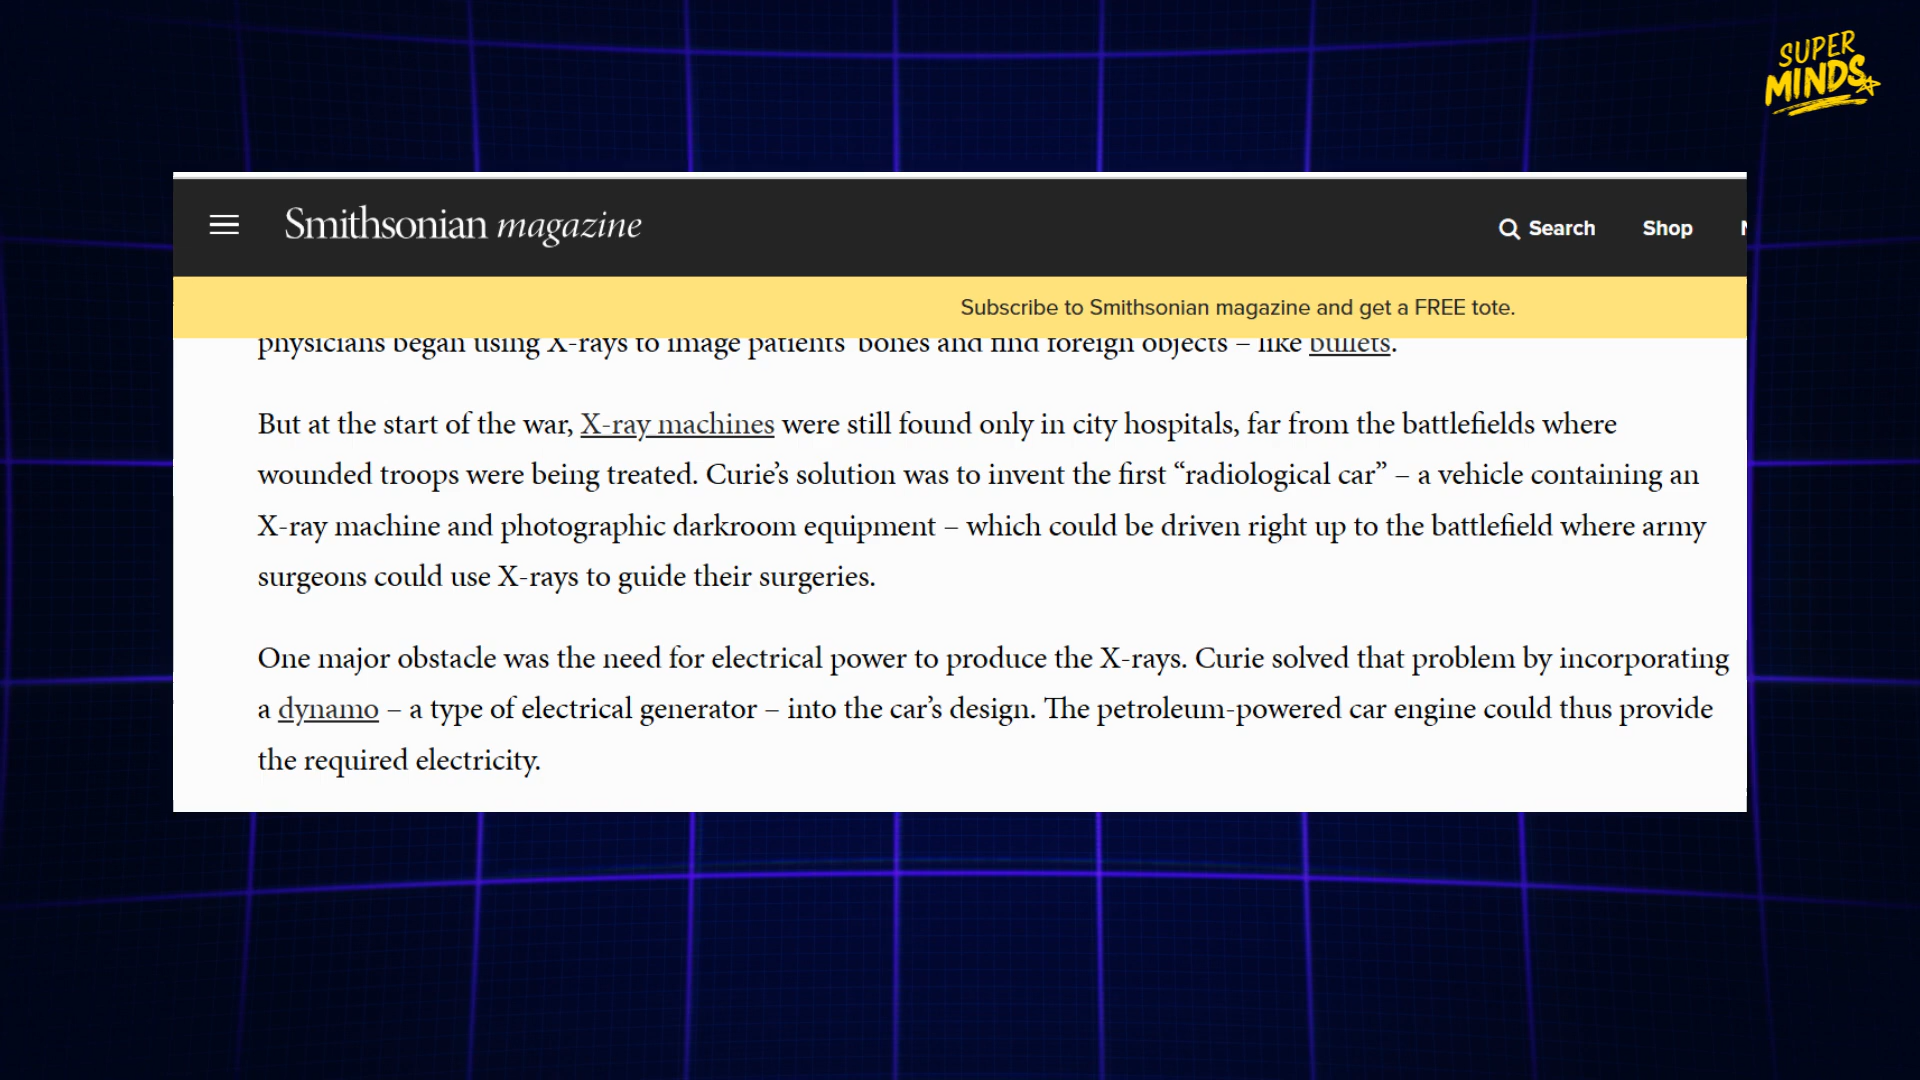 SUPER
MINDS
Smithsonian magazine
Search
Shop
Subscribe to Smithsonian magazine and get a FREE tote.
physicians began using X-rays to image patients' bones and find foreign objects – like bullets.
But at the start of the war, X-ray machines were still found only in city hospitals, far from the battlefields where
wounded troops were being treated. Curie’s solution was to invent the first “radiological car” – a vehicle containing an
X-ray machine and photographic darkroom equipment – which could be driven right up to the battlefield where army
surgeons could use X-rays to guide their surgeries.
One major obstacle was the need for electrical power to produce the X-rays. Curie solved that problem by incorporating
a dynamo – a type of electrical generator – into the car’s design. The petroleum-powered car engine could thus provide
the required electricity.